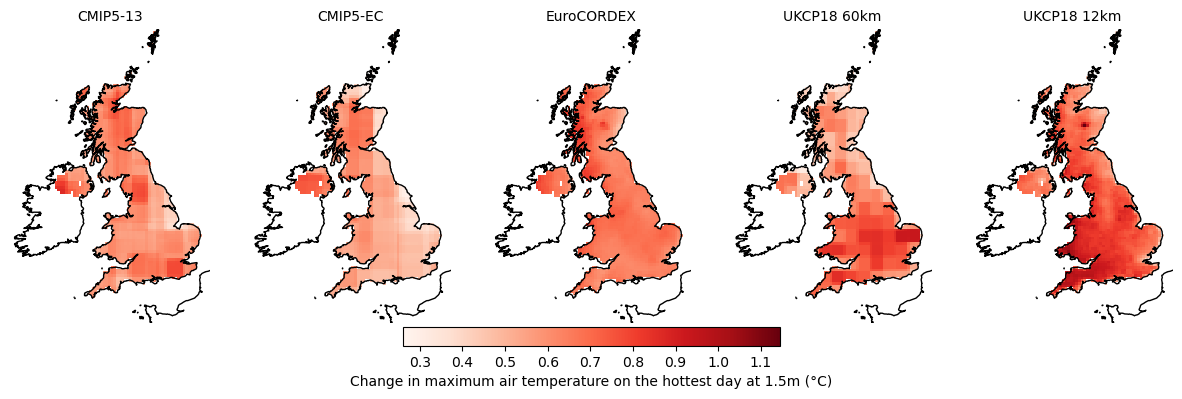 CMIP5-13 CMIP5-EC EuroCORDEX UKCP18 60km UKCP18 12km
0.3 0.4 0.5 0.6 0.7 0.8 0.9 1.0 1.1
Change in maximum air temperature on the hottest day at 1.5m (°C)